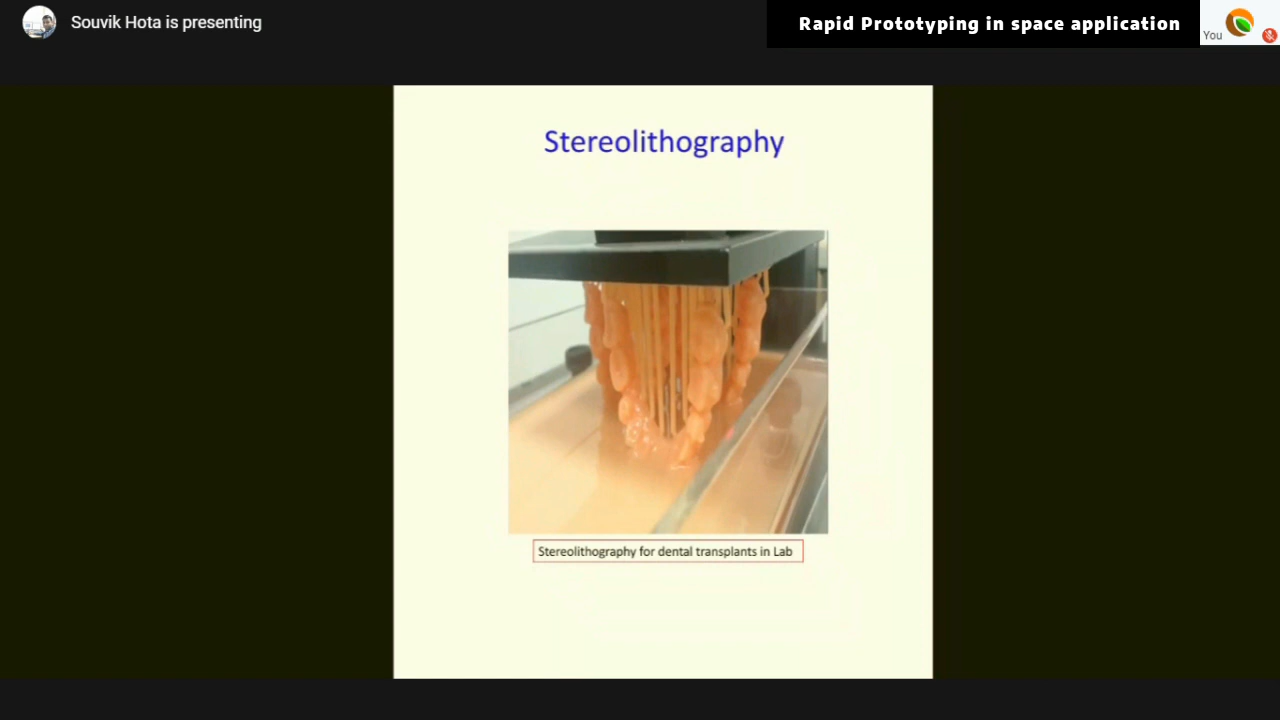 Souvik Hota is presenting
Rapid Prototyping in space application
You
Stereolithography
Stereolithography for dental transplants in Lab